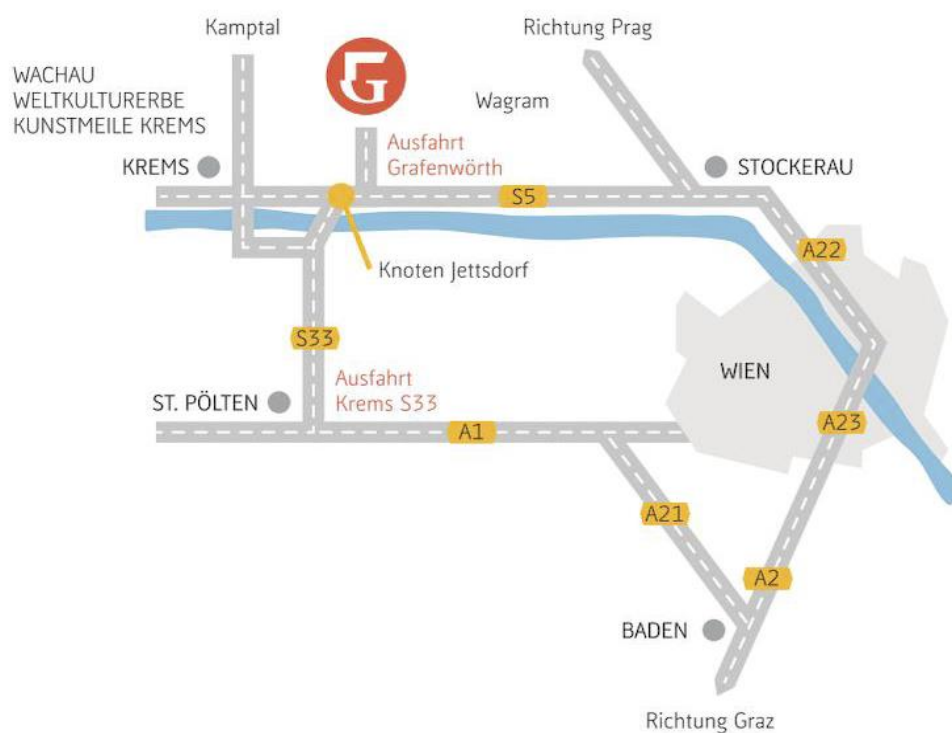 Kamptal
Richtung Prag
G
WACHAU
WELTKULTURERBE
KUNSTMEILE KREMS
Wagram
Ausfahrt
Grafenwörth
KREMS
STOCKERAU
S5
A22
Knoten Jettsdorf
S33
WIEN
Ausfahrt
Krems S33
ST. PÖLTEN
A1
A23
A21
A2
BADEN
Richtung Graz